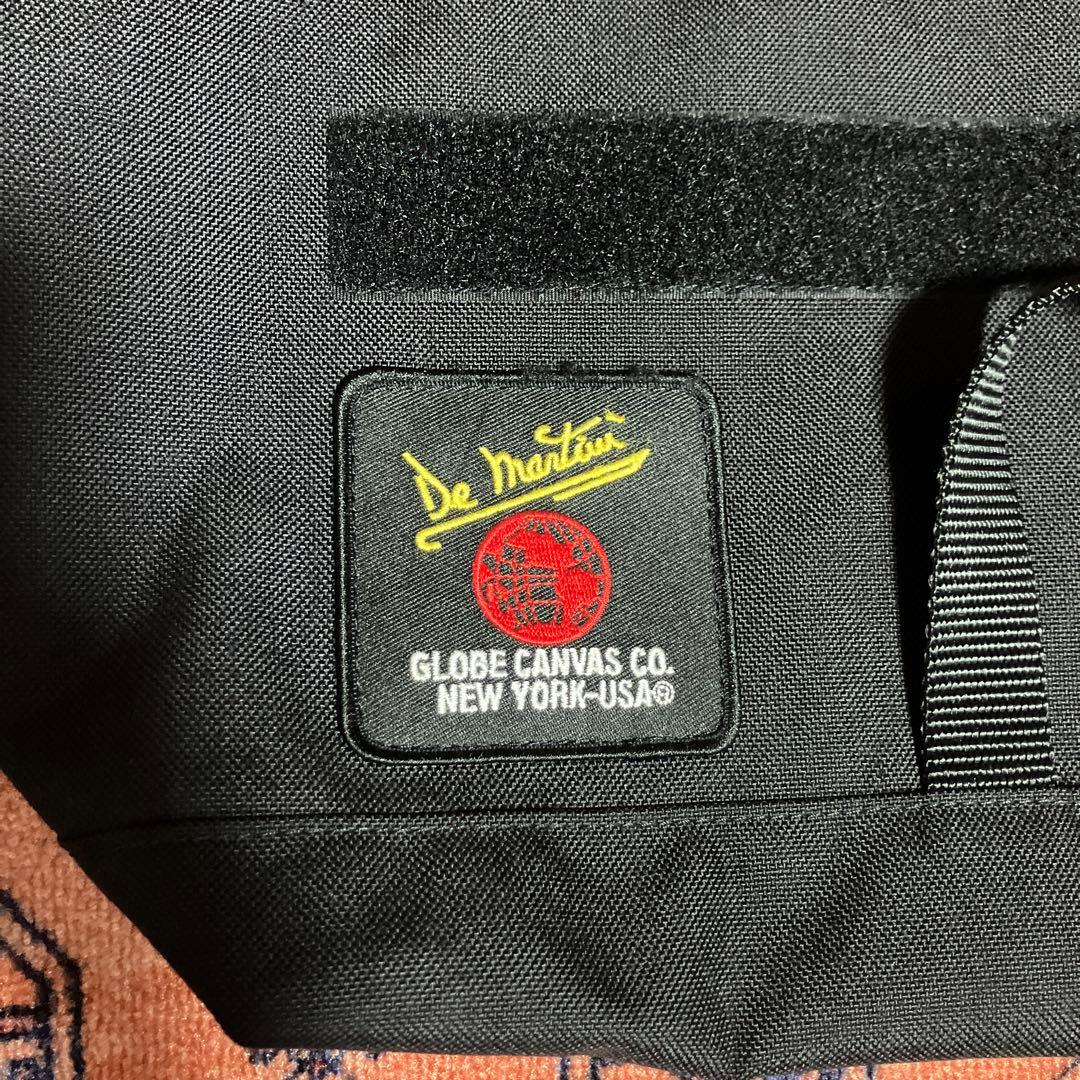 De Martini
GLOBE CANVAS CO.
NEW YORK-USA®